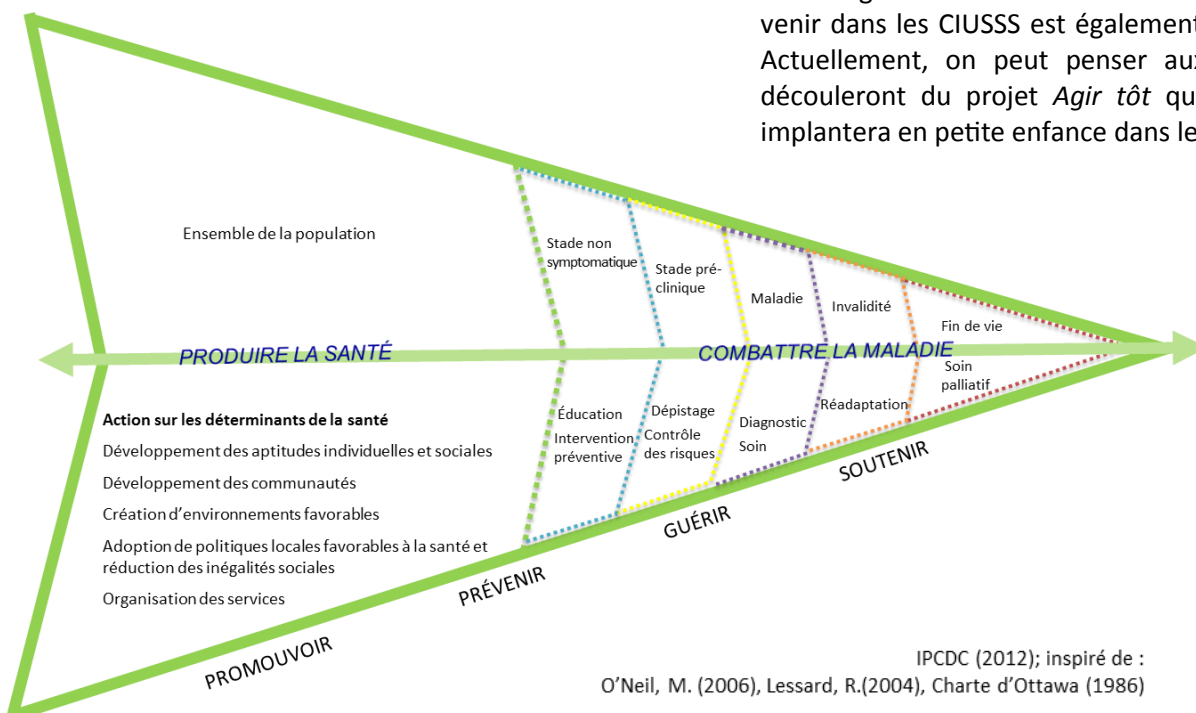 venir dans les CIUSSS est également
Actuellement, on peut penser aux
découleront du projet Agir tôt qu
implantera en petite enfance dans le
Ensemble de la population
Stade non
symptomatique
Stade pré-
clinique
Maladie
Invalidité
Fin de vie
PRODUIRE LA SANTÉ
COMBATTRE LA MALADIE
Action sur les déterminants de la santé
Développement des aptitudes individuelles et sociales
Développement des communautés
Création d'environnements favorables
Adoption de politiques locales favorables à la santé et
réduction des inégalités sociales
Organisation des services
Éducation
Intervention
préventive
Dépistage
Contrôle
des risques
Diagnostic
Soin
Réadaptation
Soin
palliatif
PROMOUVOIR
PRÉVENIR
GUÉRIR
SOUTENIR
IPCDC (2012); inspiré de :
O'Neil, M. (2006), Lessard, R.(2004), Charte d'Ottawa (1986)